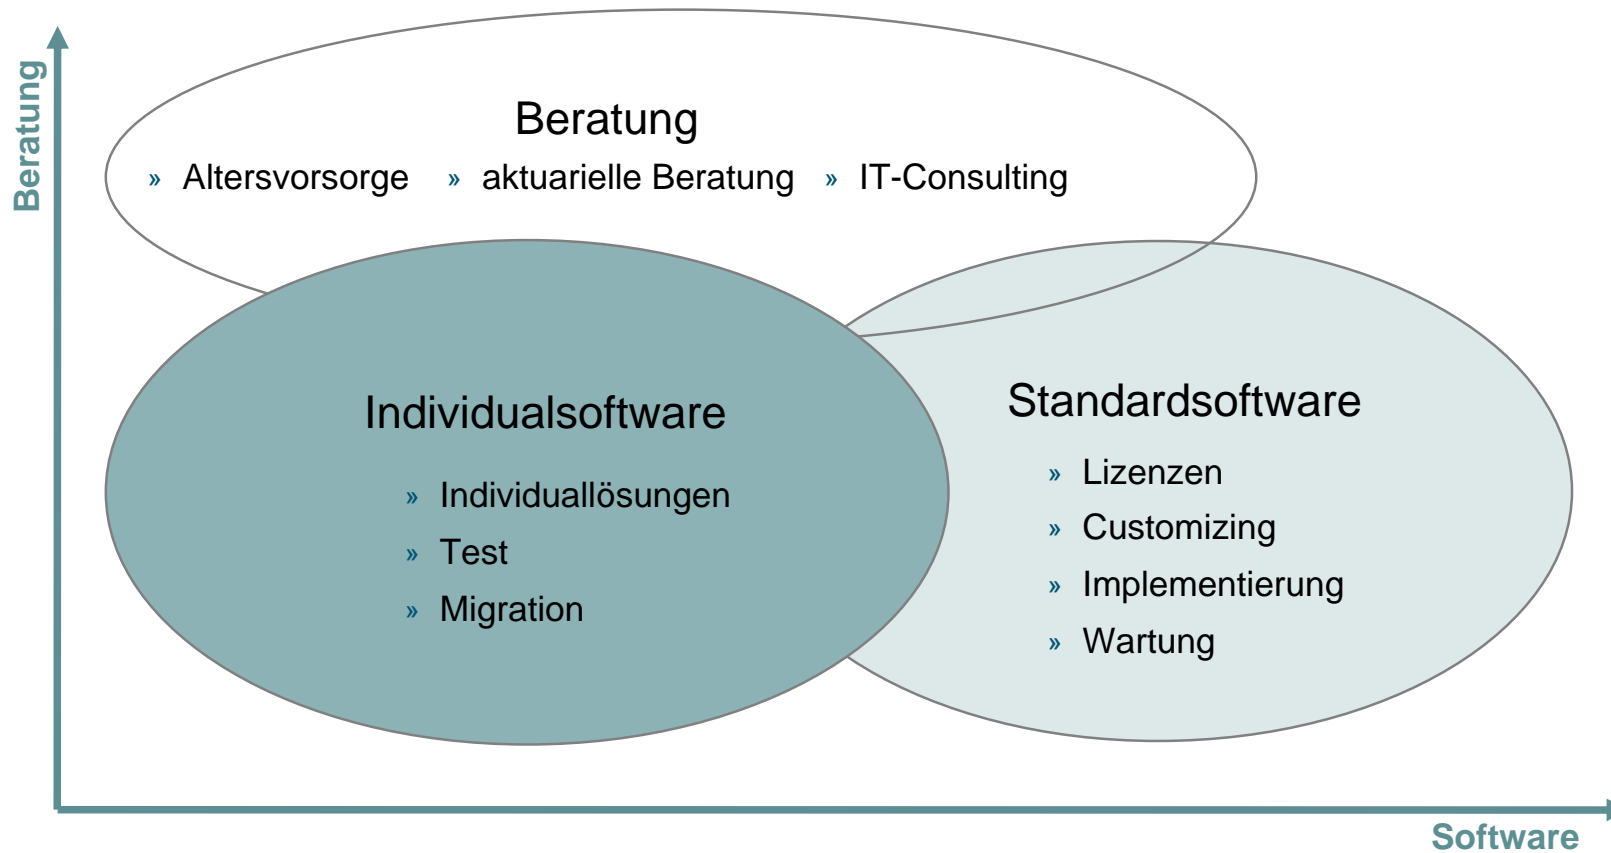 Beratung
Beratung
» Altersvorsorge » aktuarielle Beratung » IT-Consulting
Individualsoftware
» Individuallösungen
» Test
» Migration
Standardsoftware
» Lizenzen
» Customizing
» Implementierung
» Wartung
Software